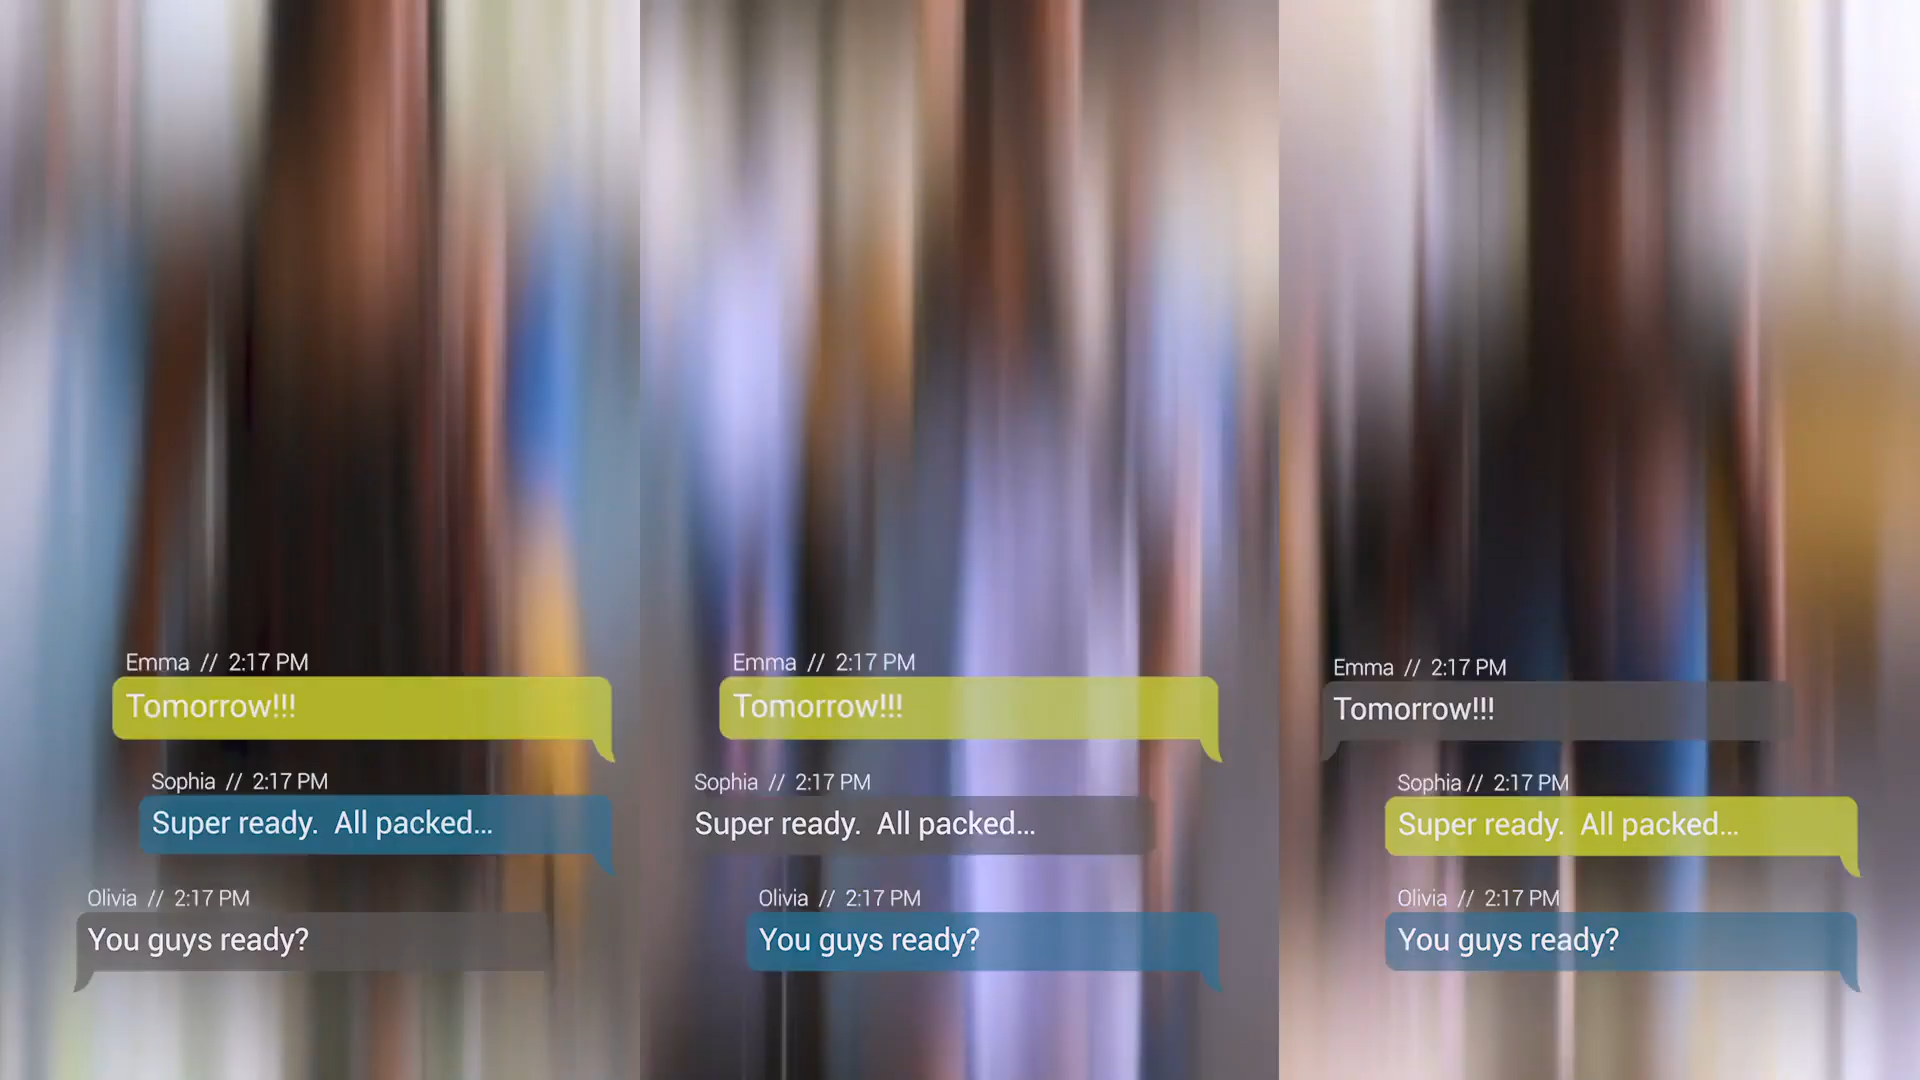 Emma // 2:17 PM
Tomorrow!!!
Sophia // 2:17 PM
Super ready.  All packed...
Olivia // 2:17 PM
You guys ready?
Emma // 2:17 PM
Tomorrow!!!
Sophia // 2:17 PM
Super ready.  All packed...
Olivia // 2:17 PM
You guys ready?
Emma // 2:17 PM
Tomorrow!!!
Sophia // 2:17 PM
Super ready.  All packed...
Olivia // 2:17 PM
You guys ready?